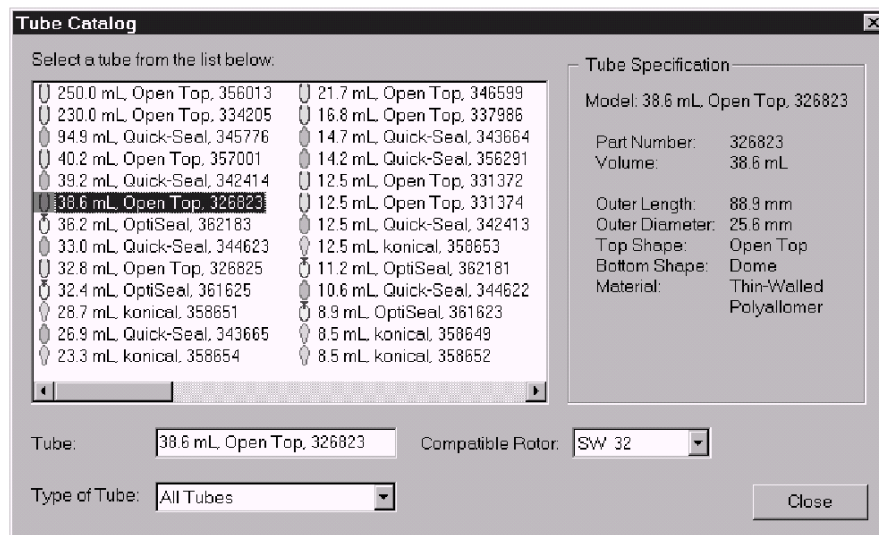 Tube Catalog
Select a tube from the list below:
250.0 mL, Open Top, 356013
230.0 mL, Open Top, 334205
94.9 mL, Quick-Seal, 345776
40.2 mL, Open Top, 357001
39.2 mL, Quick-Seal, 342414
38.6 mL, Open Top, 326823
36.2 mL, OptiSeal, 362183
33.0 mL, Quick-Seal, 344623
32.8 mL, Open Top, 326825
32.4 mL, OptiSeal, 361625
28.7 mL, konical, 358651
26.9 mL, Quick-Seal, 343665
23.3 mL, konical, 358654
21.7 mL, Open Top, 346599
16.8 mL, Open Top, 337986
14.7 mL, Quick-Seal, 343664
14.2 mL, Quick-Seal, 356291
12.5 mL, Open Top, 331372
12.5 mL, Open Top, 331374
12.5 mL, Quick-Seal, 342413
12.5 mL, konical, 358653
11.2 mL, OptiSeal, 362181
10.6 mL, Quick-Seal, 344622
8.9 mL, OptiSeal, 361623
8.5 mL, konical, 358649
8.5 mL, konical, 358652
Tube Specification
Model: 38.6 mL, Open Top, 326823
Part Number: 326823
Volume: 38.6 mL
Outer Length: 88.9 mm
Outer Diameter: 25.6 mm
Top Shape: Open Top
Bottom Shape: Dome
Material: Thin-Walled
Polyallomer
Tube: 38.6 mL, Open Top, 326823
Compatible Rotor: SW 32
Type of Tube: All Tubes
Close